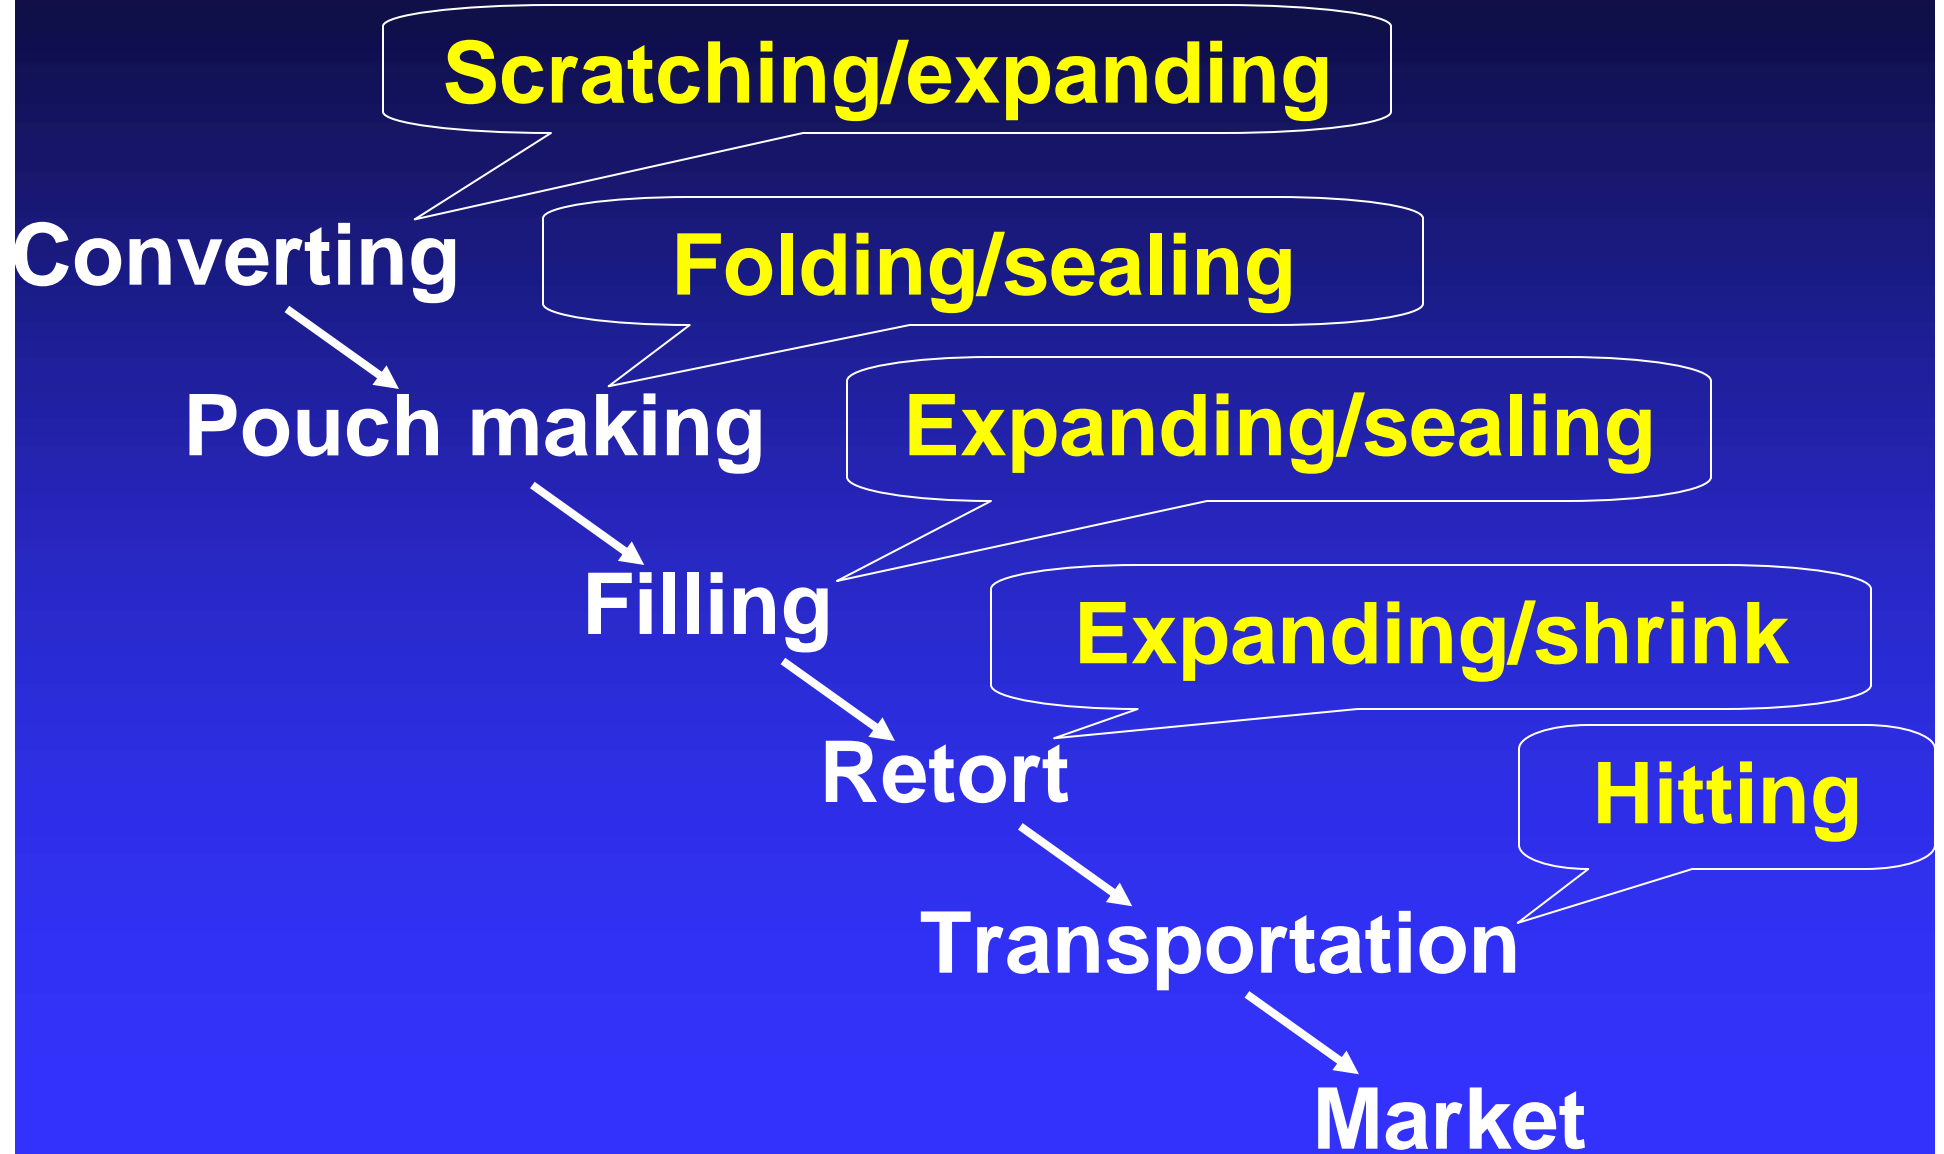 Scratching/expanding
Converting
Folding/sealing
Pouch making
Expanding/sealing
Filling
Expanding/shrink
Retort
Hitting
Transportation
Market